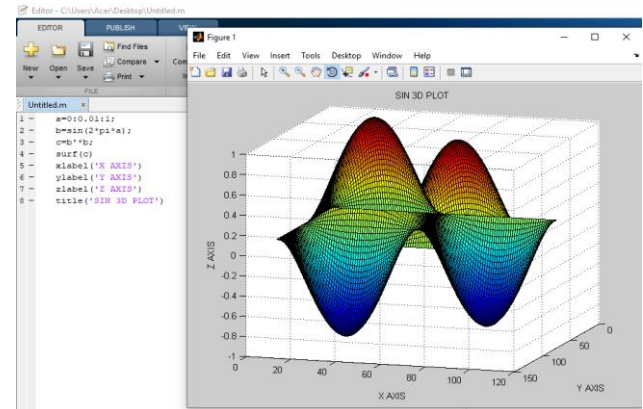 Editor - C:\Users\Acer\Desktop\Untitled.m
EDITOR PUBLISH VIEW
New Open Save
Find Files
Compare
Print
FILE
Untitled.m ×
1 - a=0:0.01:1;
2 - b=sin(2*pi*a);
3 - c=b'*b;
4 - surf(c)
5 - xlabel('X AXIS')
6 - ylabel('Y AXIS')
7 - zlabel('Z AXIS')
8 - title('SIN 3D PLOT')
Figure 1
File Edit View Insert Tools Desktop Window Help
SIN 3D PLOT
1
0.8
0.6
0.4
0.2
0
-0.2
-0.4
-0.6
-0.8
-1
Z AXIS
0 20 40 60 80 100 120
X AXIS
150 100 50 0
Y AXIS